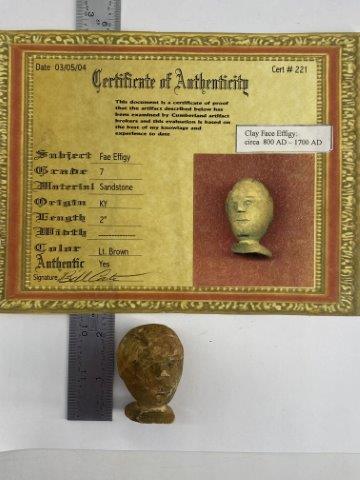 Date 03/05/04
Cert # 221
Certificate of Authenticity
This document is a certificate of proof
that the artifact described below has
been examined by Cumberland artifact
brokers and this evaluation is based on
the best of my knowlage and
experience to date
Clay Face Effigy:
circa 800 AD – 1700 AD
Subject Fae Effigy
Grade 7
Material Sandstone
Origin KY
Length 2"
Width --------------
Color Lt. Brown
Authentic Yes
Signature